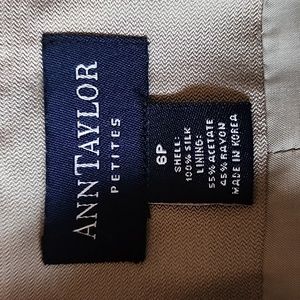 ANN TAYLOR
PETITES
6P
SHELL:
100% SILK
LINING:
55% ACETATE
45% RAYON
MADE IN KOREA